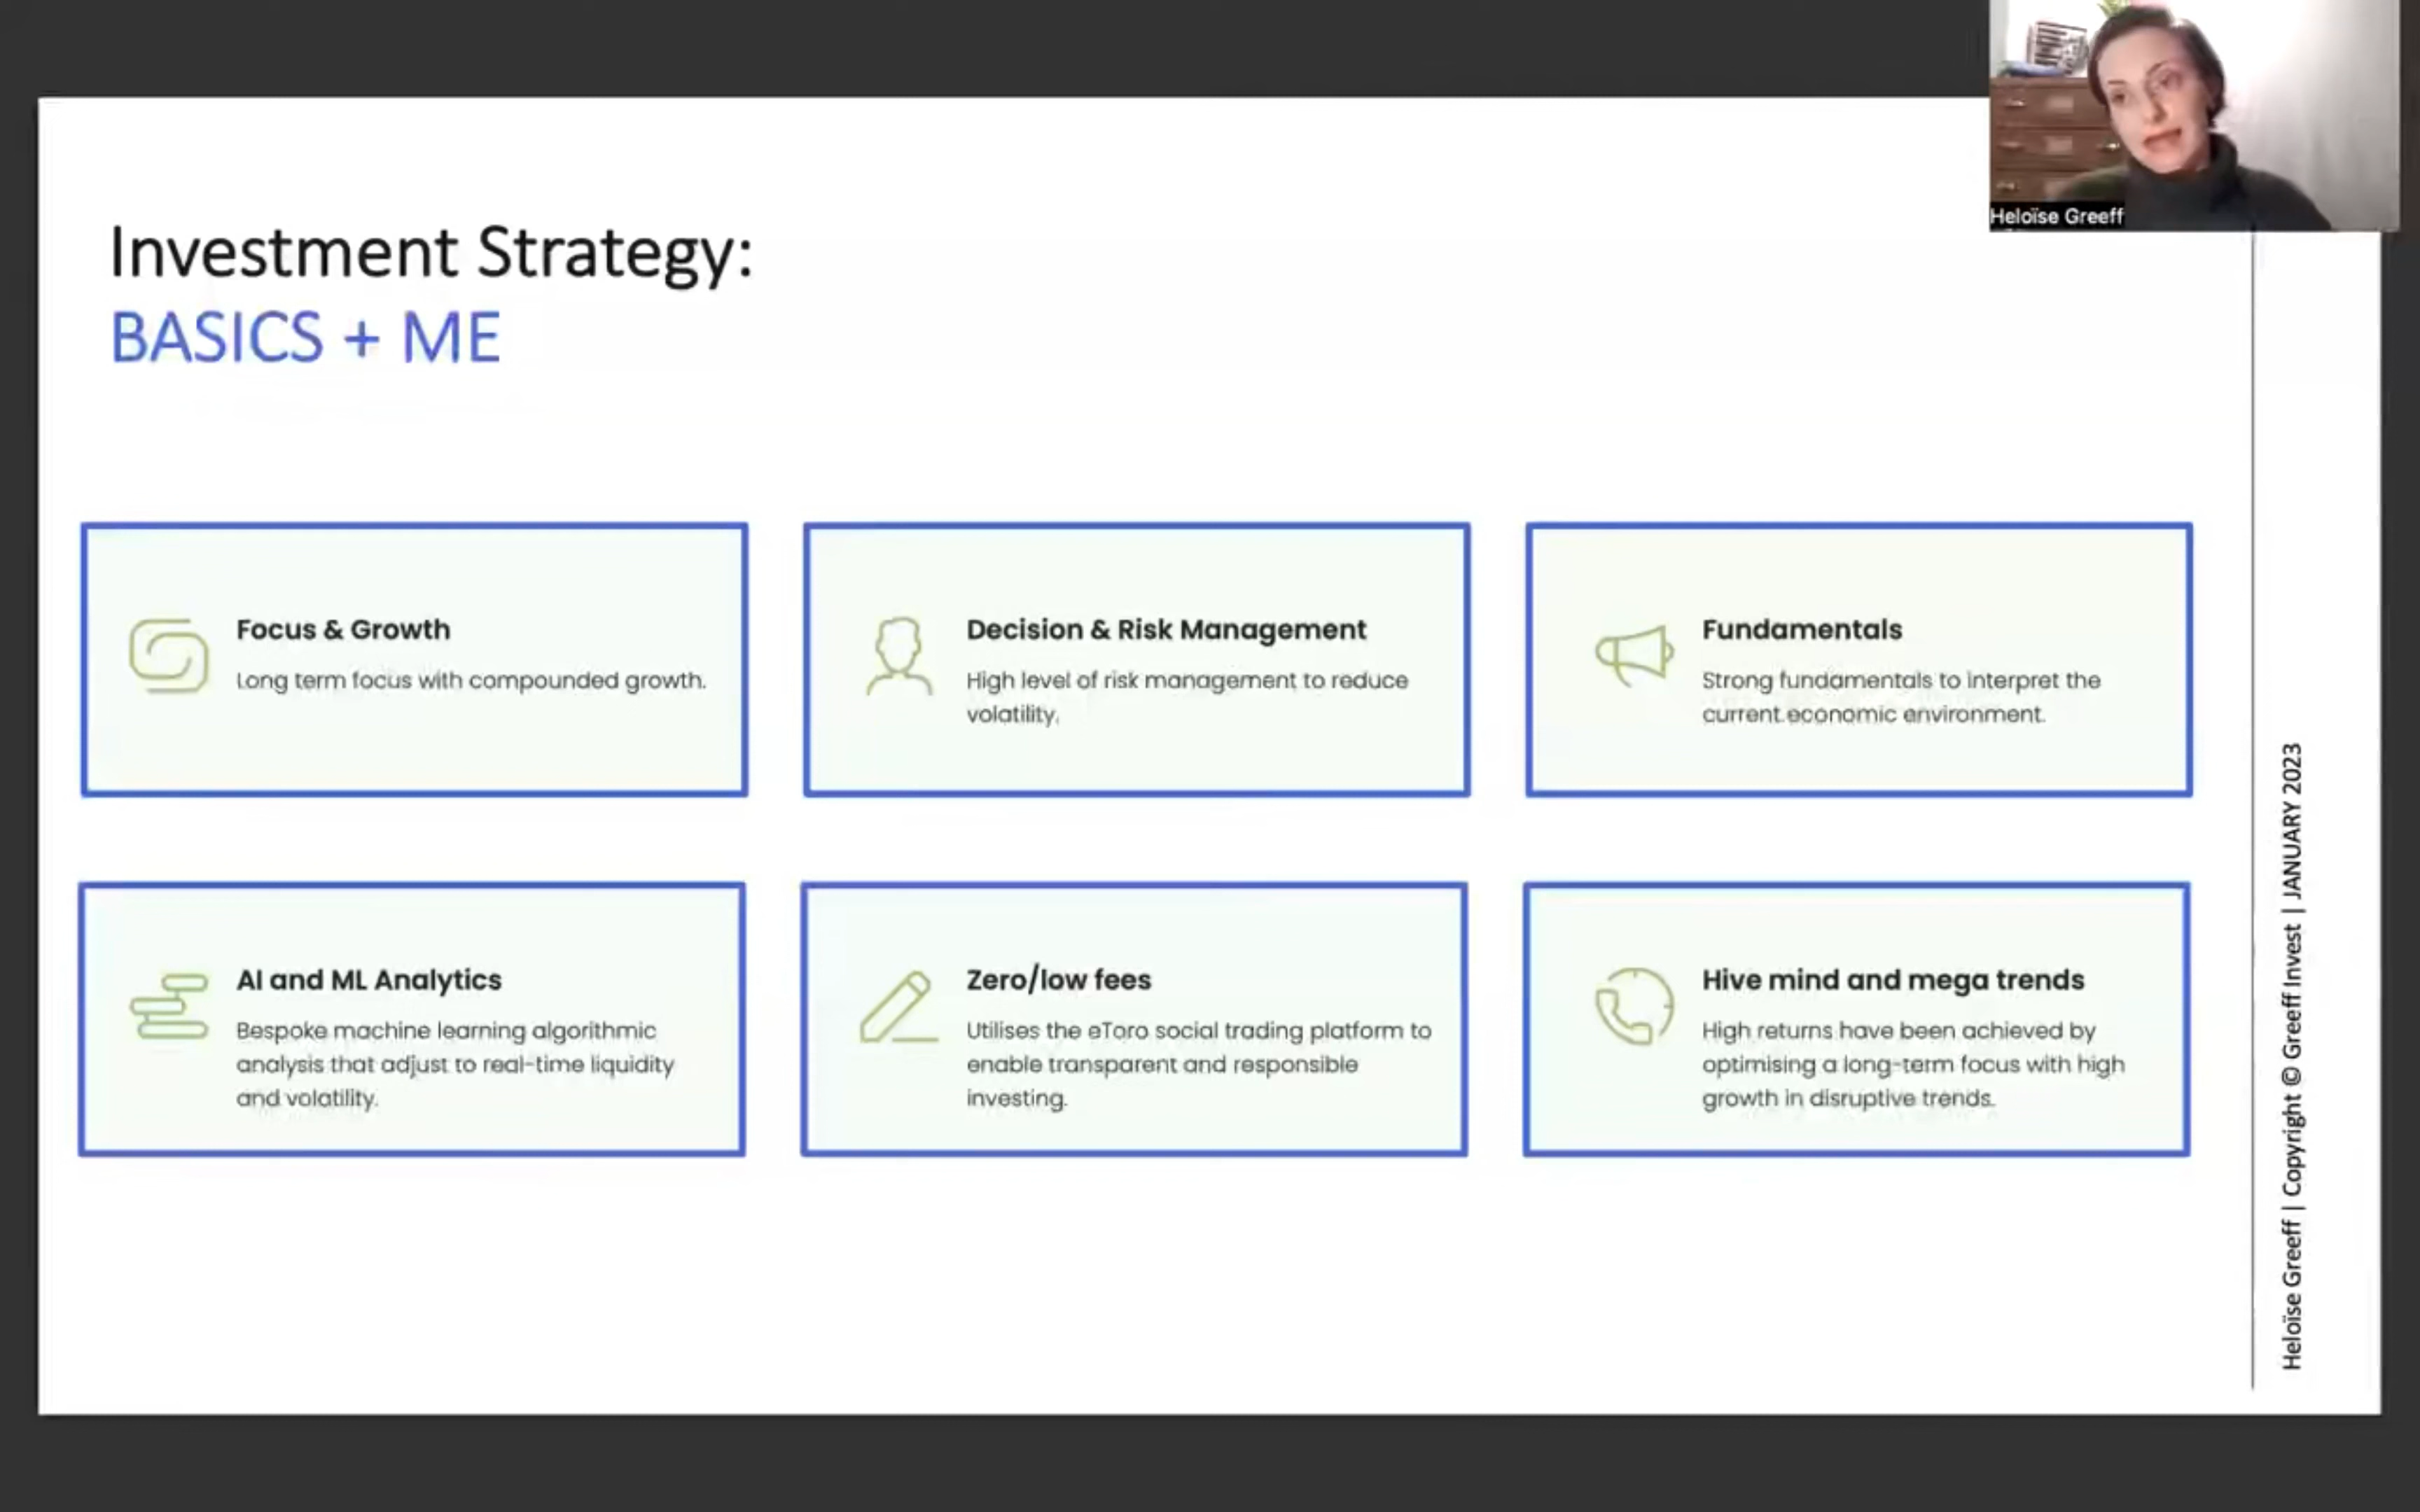 Heloïse Greeff
Investment Strategy:
BASICS + ME
Focus & Growth
Long term focus with compounded growth.
Decision & Risk Management
High level of risk management to reduce
volatility.
Fundamentals
Strong fundamentals to interpret the
current economic environment.
AI and ML Analytics
Bespoke machine learning algorithmic
analysis that adjust to real-time liquidity
and volatility.
Zero/low fees
Utilises the eToro social trading platform to
enable transparent and responsible
investing.
Hive mind and mega trends
High returns have been achieved by
optimising a long-term focus with high
growth in disruptive trends.
Heloïse Greeff | Copyright © Greeff Invest | JANUARY 2023